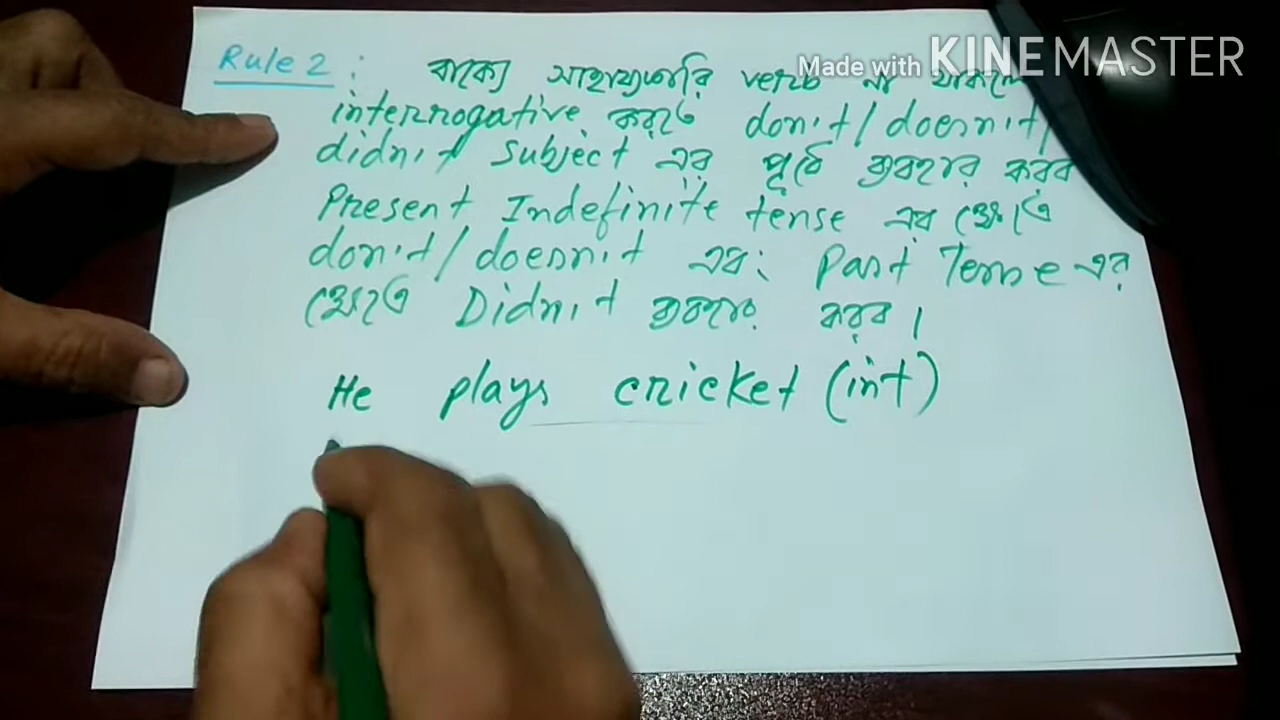 Made with KINEMASTER
Rule 2 : বাক্যে সাহায্যকারি verb না থাকলে
interrogative করতে don't/doesn't/
didn't subject এর পূর্বে ব্যবহার করব
Present Indefinite tense এর ক্ষেত্রে
don't/doesn't এবং Past Tense এর
ক্ষেত্রে Didn't ব্যবহার করব।
He plays cricket (int)